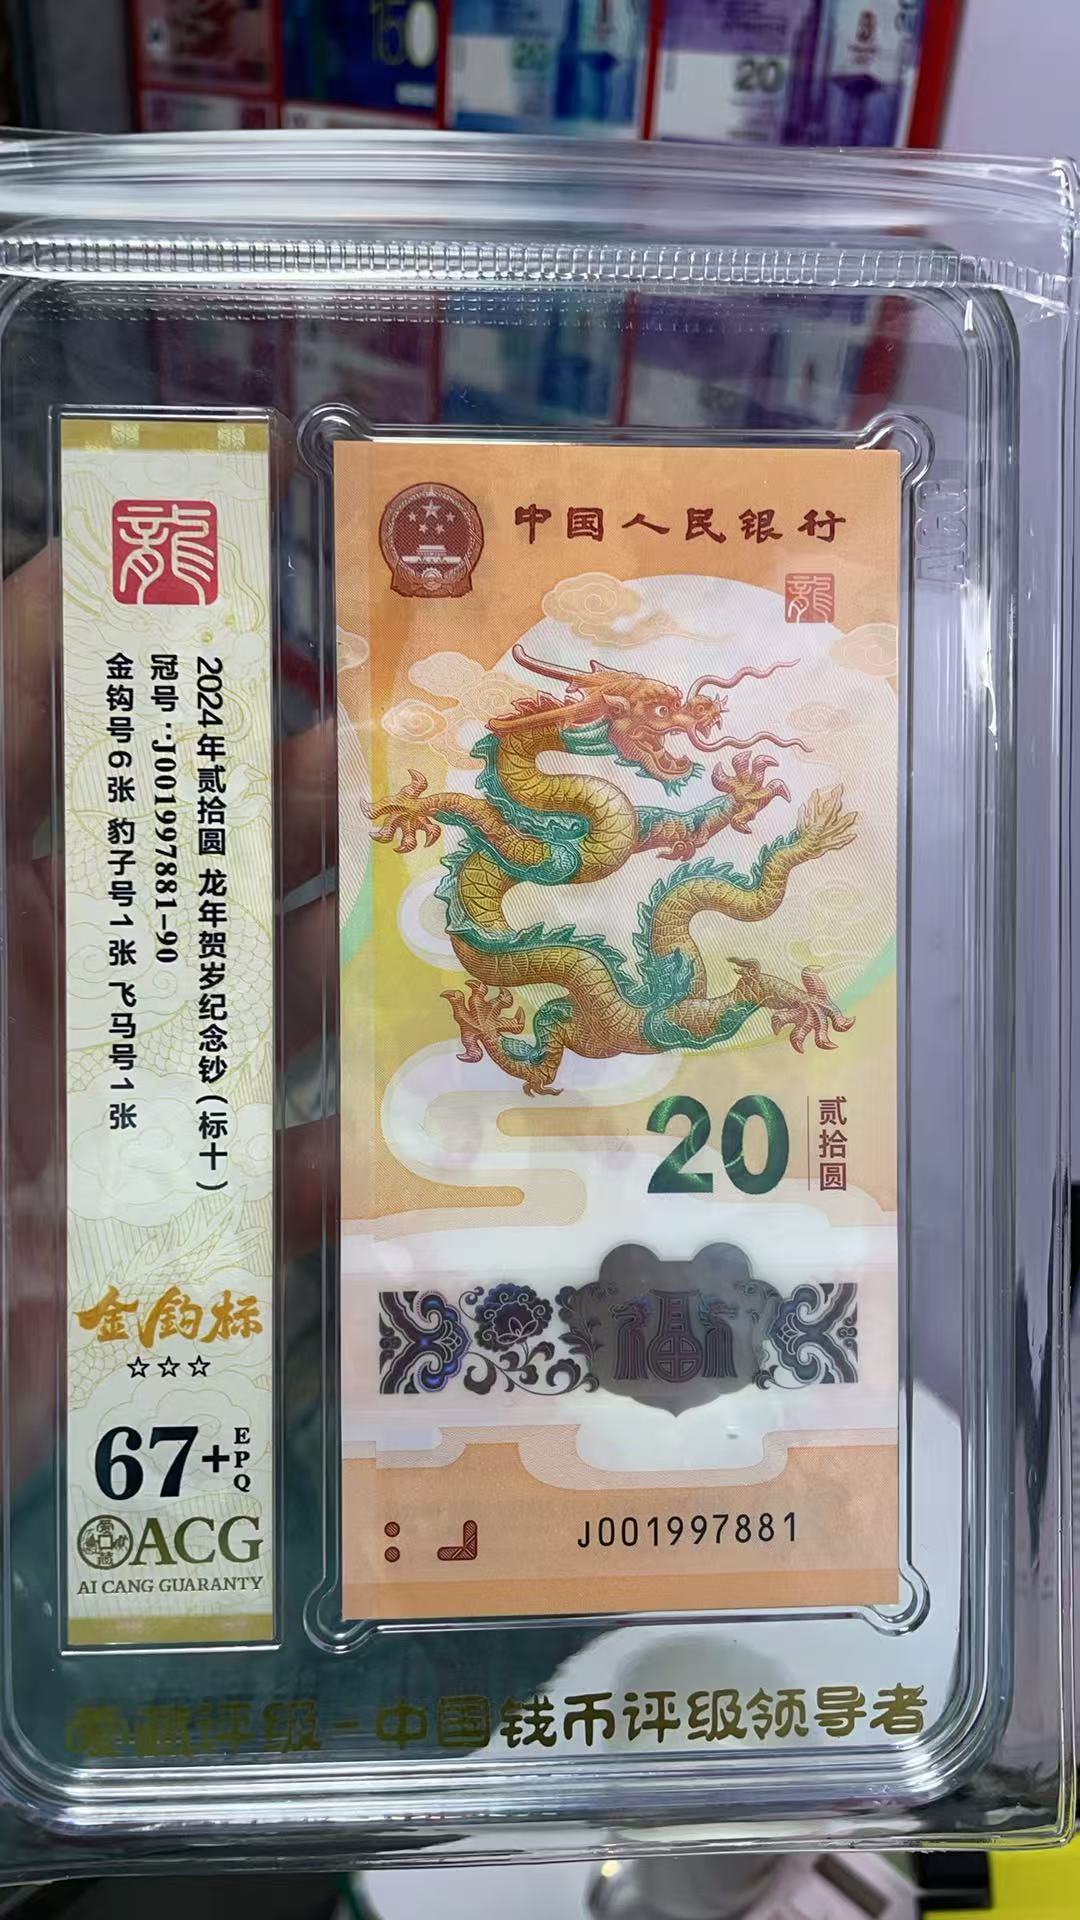 150
20
20
龍
2024年贰拾圆 龙年贺岁纪念钞(标十)
冠号:J001997881-90
金钩号6张 豹子号1张 飞马号1张
金鈎标
☆☆☆
67+EPQ
ACG
AI CANG GUARANTY
中国人民银行
龍
20
贰拾圆
福
J001997881
爱藏评级-中国钱币评级领导者